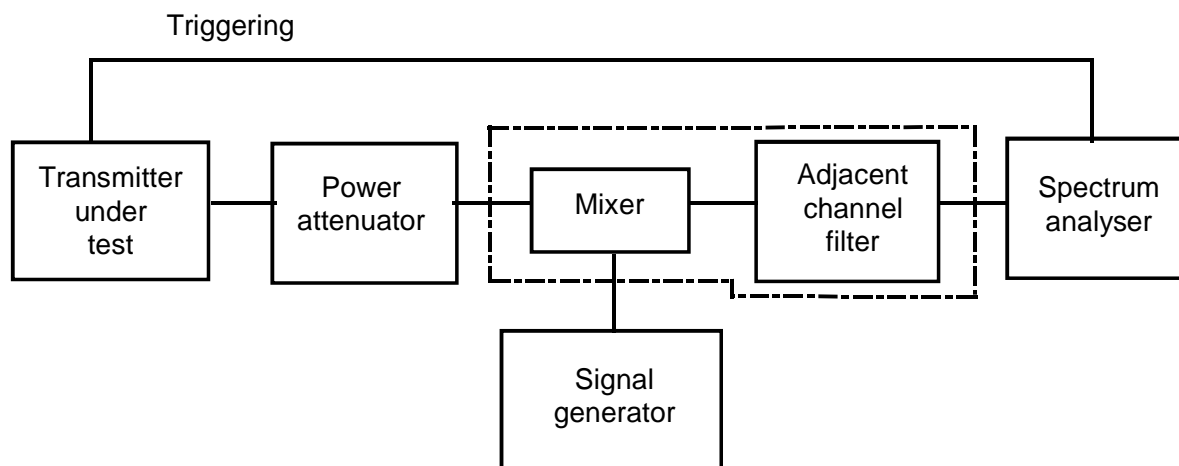 Triggering
Transmitter
under
test
Power
attenuator
Mixer
Adjacent
channel
filter
Spectrum
analyser
Signal
generator